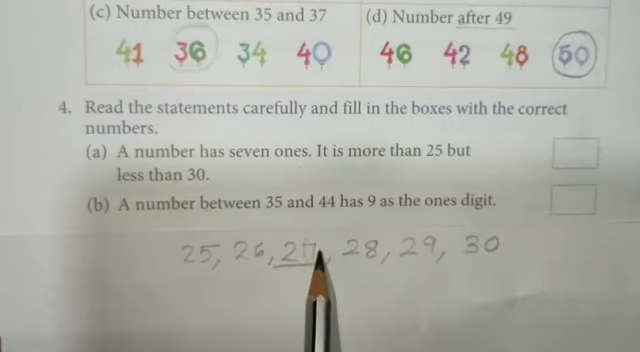 (c) Number between 35 and 37
(d) Number after 49
41 36 34 40
46 42 48 50
4. Read the statements carefully and fill in the boxes with the correct
numbers.
(a) A number has seven ones. It is more than 25 but
less than 30.
(b) A number between 35 and 44 has 9 as the ones digit.
25, 26, 27, 28, 29, 30